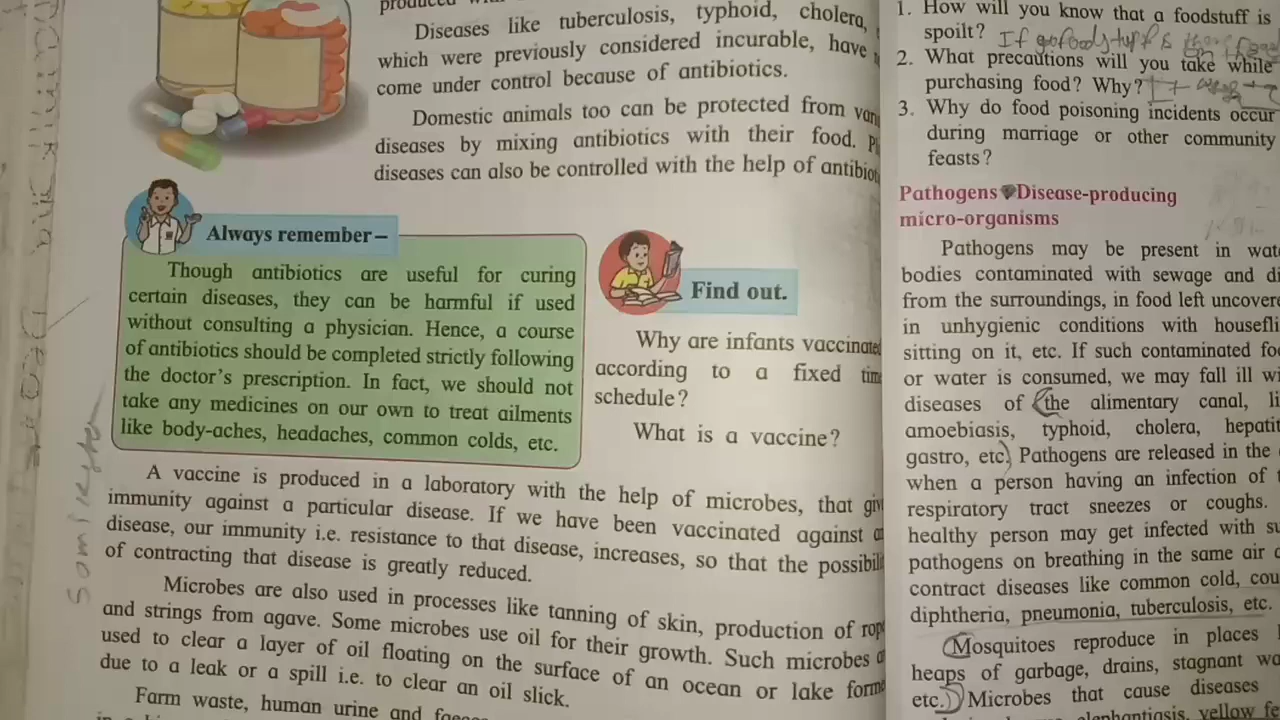 Diseases like tuberculosis, typhoid, cholera,
which were previously considered incurable, have
come under control because of antibiotics.
Domestic animals too can be protected from
diseases by mixing antibiotics with their food.
diseases can also be controlled with the help of
Always remember –
Though antibiotics are useful for curing
certain diseases, they can be harmful if used
without consulting a physician. Hence, a course
of antibiotics should be completed strictly following
the doctor's prescription. In fact, we should not
take any medicines on our own to treat ailments
like body-aches, headaches, common colds, etc.
Find out.
Why are infants vaccinated
according to a fixed
schedule?
What is a vaccine?
A vaccine is produced in a laboratory with the help of microbes, that
immunity against a particular disease. If we have been vaccinated against
disease, our immunity i.e. resistance to that disease, increases, so that the
of contracting that disease is greatly reduced.
Microbes are also used in processes like tanning of skin, production of
and strings from agave. Some microbes use oil for their growth. Such microbes
used to clear a layer of oil floating on the surface of an ocean or lake
due to a leak or a spill i.e. to clear an oil slick.
Farm waste, human urine and
1. How will you know that a foodstuff is
spoilt? If
2. What precautions will you take while
purchasing food? Why?
3. Why do food poisoning incidents occur
during marriage or other community
feasts?
Pathogens Disease-producing
micro-organisms
Pathogens may be present in
bodies contaminated with sewage and
from the surroundings, in food left
in unhygienic conditions with
sitting on it, etc. If such contaminated
or water is consumed, we may fall ill
diseases of (the alimentary canal,
amoebiasis, typhoid, cholera,
gastro, etc) Pathogens are released in the
when a person having an infection of
respiratory tract sneezes or coughs.
healthy person may get infected with
pathogens on breathing in the same air
contract diseases like common cold,
diphtheria, pneumonia, tuberculosis, etc.
(Mosquitoes reproduce in places
heaps of garbage, drains, stagnant
etc.) Microbes that cause diseases
elephantiasis, yellow